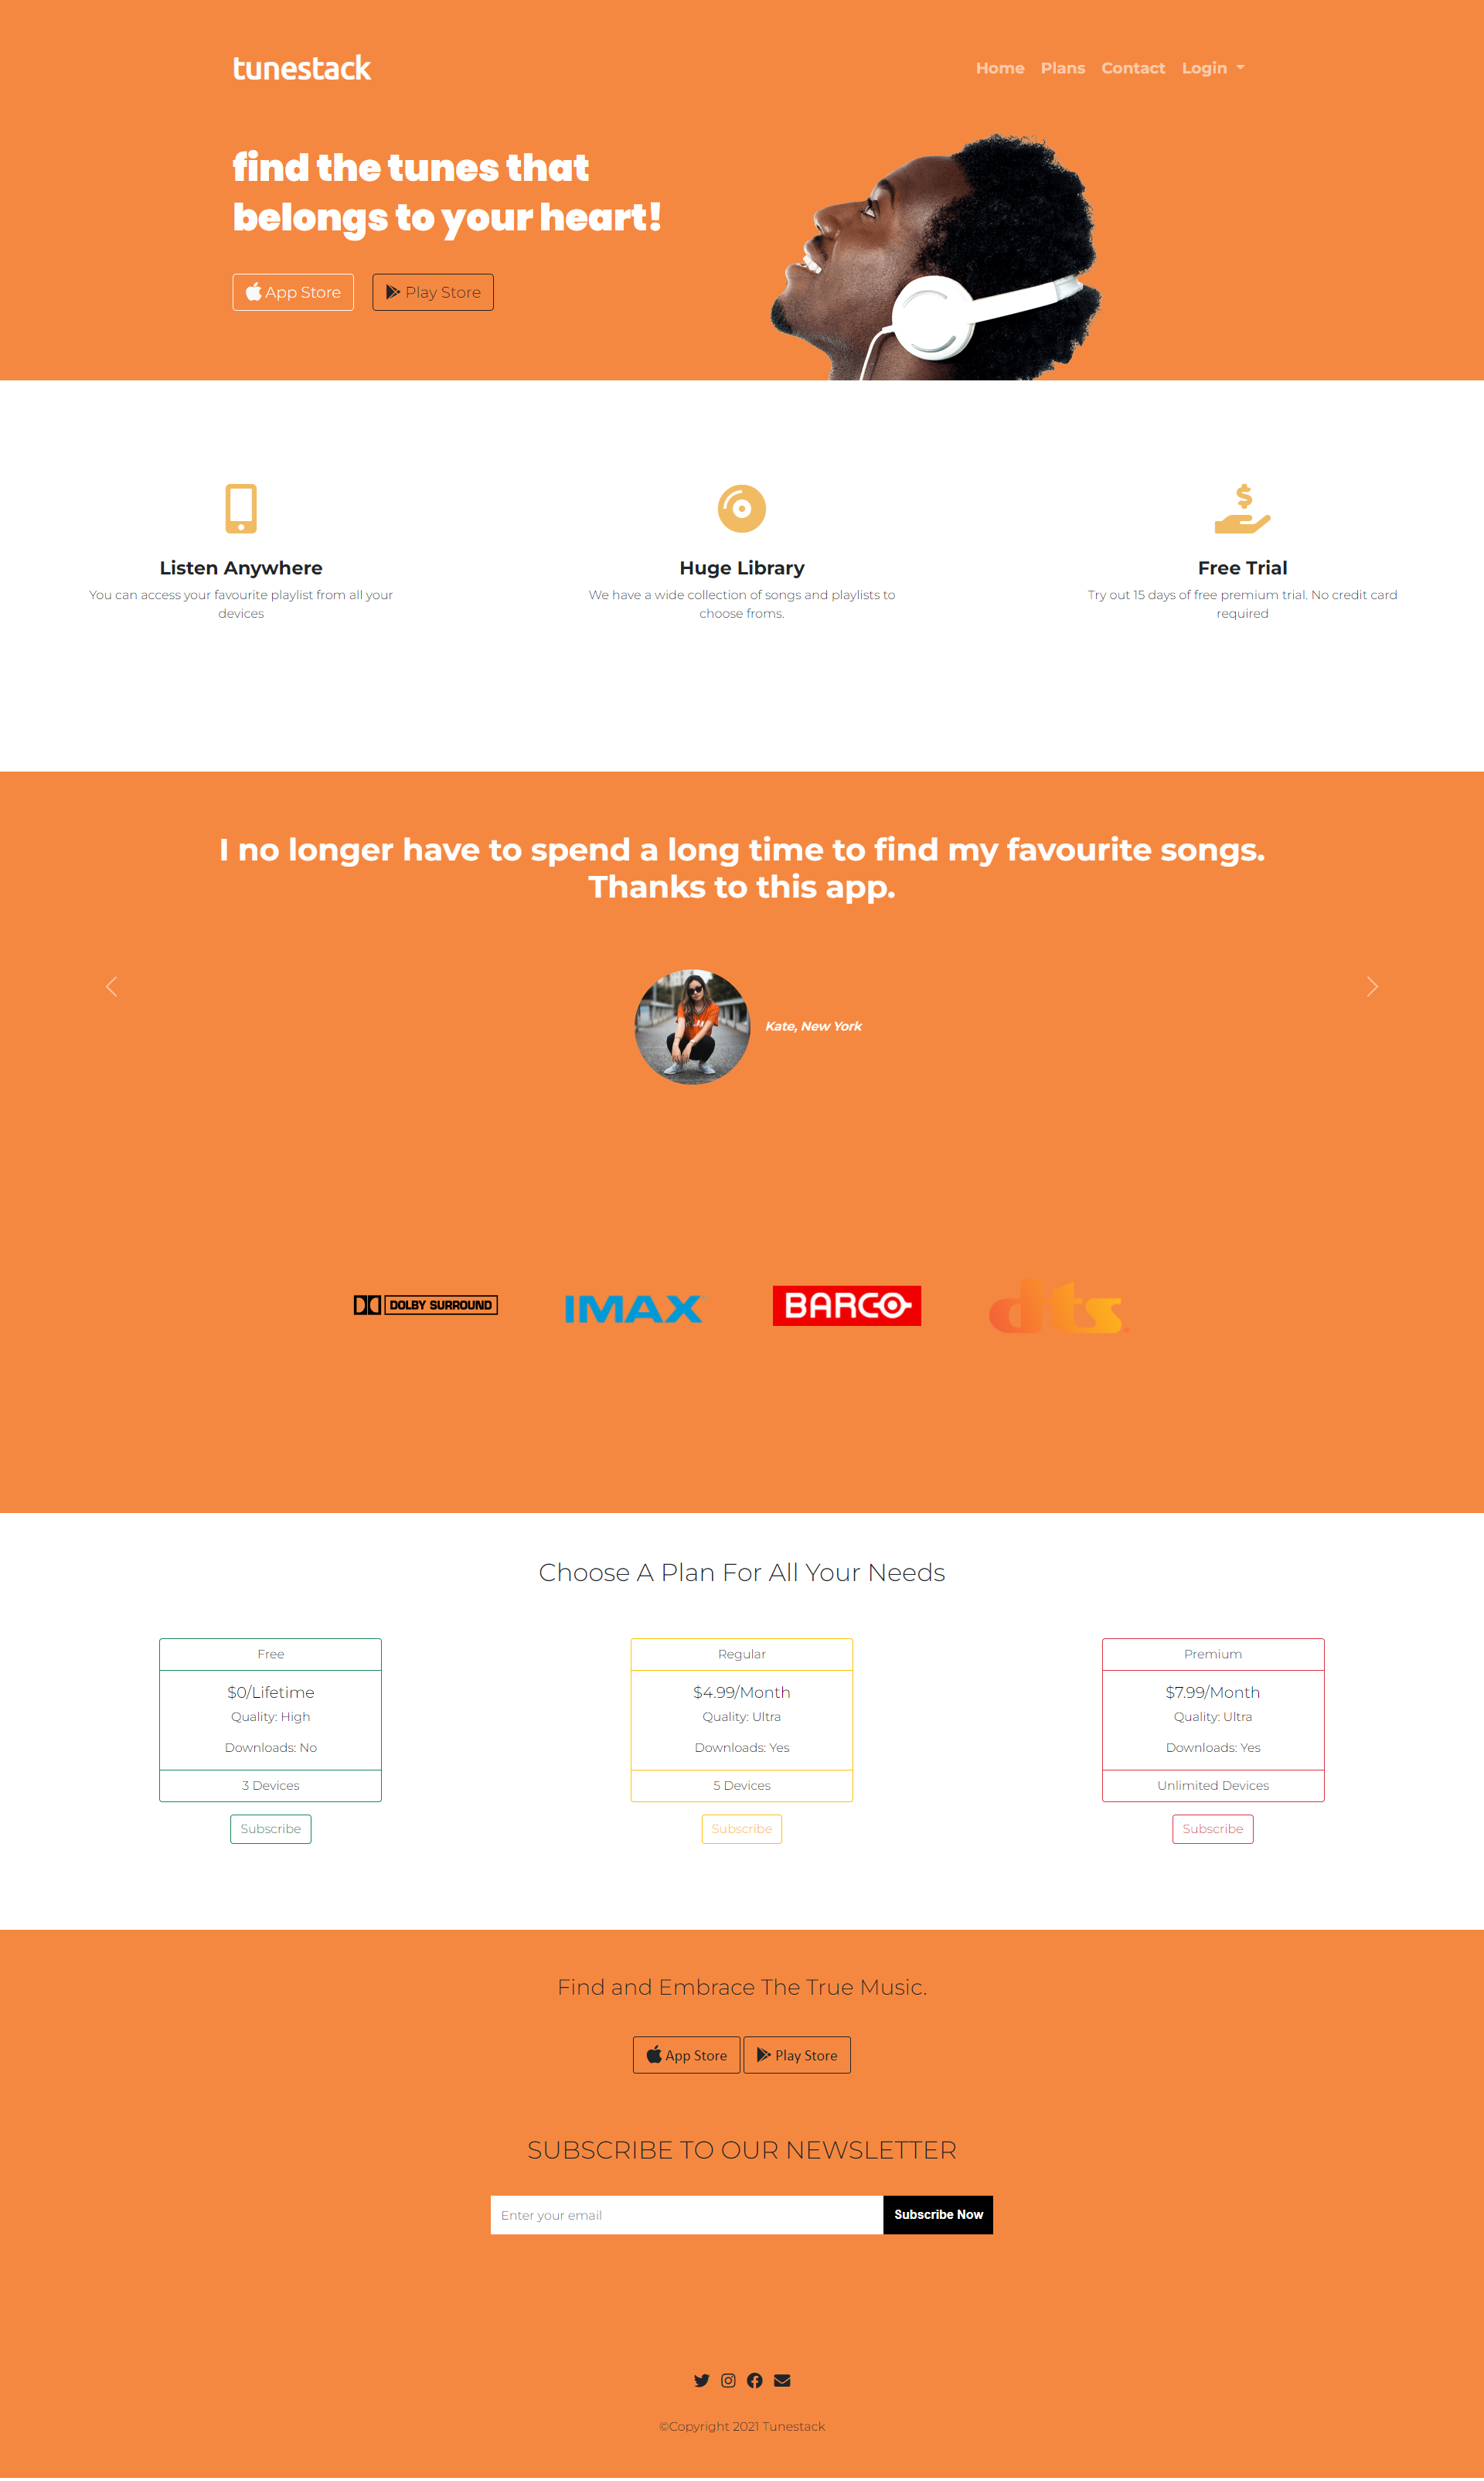 tunestack
Home Plans Contact Login
find the tunes that
belongs to your heart!
App Store Play Store
Listen Anywhere
You can access your favourite playlist from all your
devices
Huge Library
We have a wide collection of songs and playlists to
choose froms.
Free Trial
Try out 15 days of free premium trial. No credit card
required
I no longer have to spend a long time to find my favourite songs.
Thanks to this app.
Kate, New York
DOLBY SURROUND
IMAX
BARCO
dts
Choose A Plan For All Your Needs
Free
$0/Lifetime
Quality: High
Downloads: No
3 Devices
Subscribe
Regular
$4.99/Month
Quality: Ultra
Downloads: Yes
5 Devices
Subscribe
Premium
$7.99/Month
Quality: Ultra
Downloads: Yes
Unlimited Devices
Subscribe
Find and Embrace The True Music.
App Store Play Store
SUBSCRIBE TO OUR NEWSLETTER
Enter your email Subscribe Now
©Copyright 2021 Tunestack